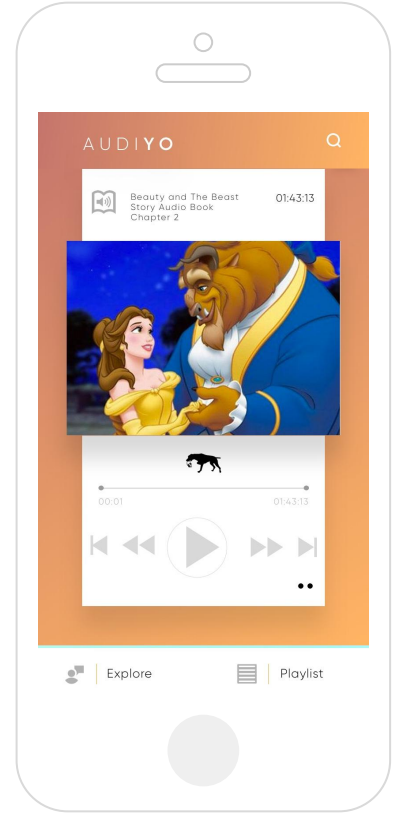 AUDIYO
Beauty and The Beast
Story Audio Book
Chapter 2
01:43:13
00:01
01:43:13
Explore
Playlist